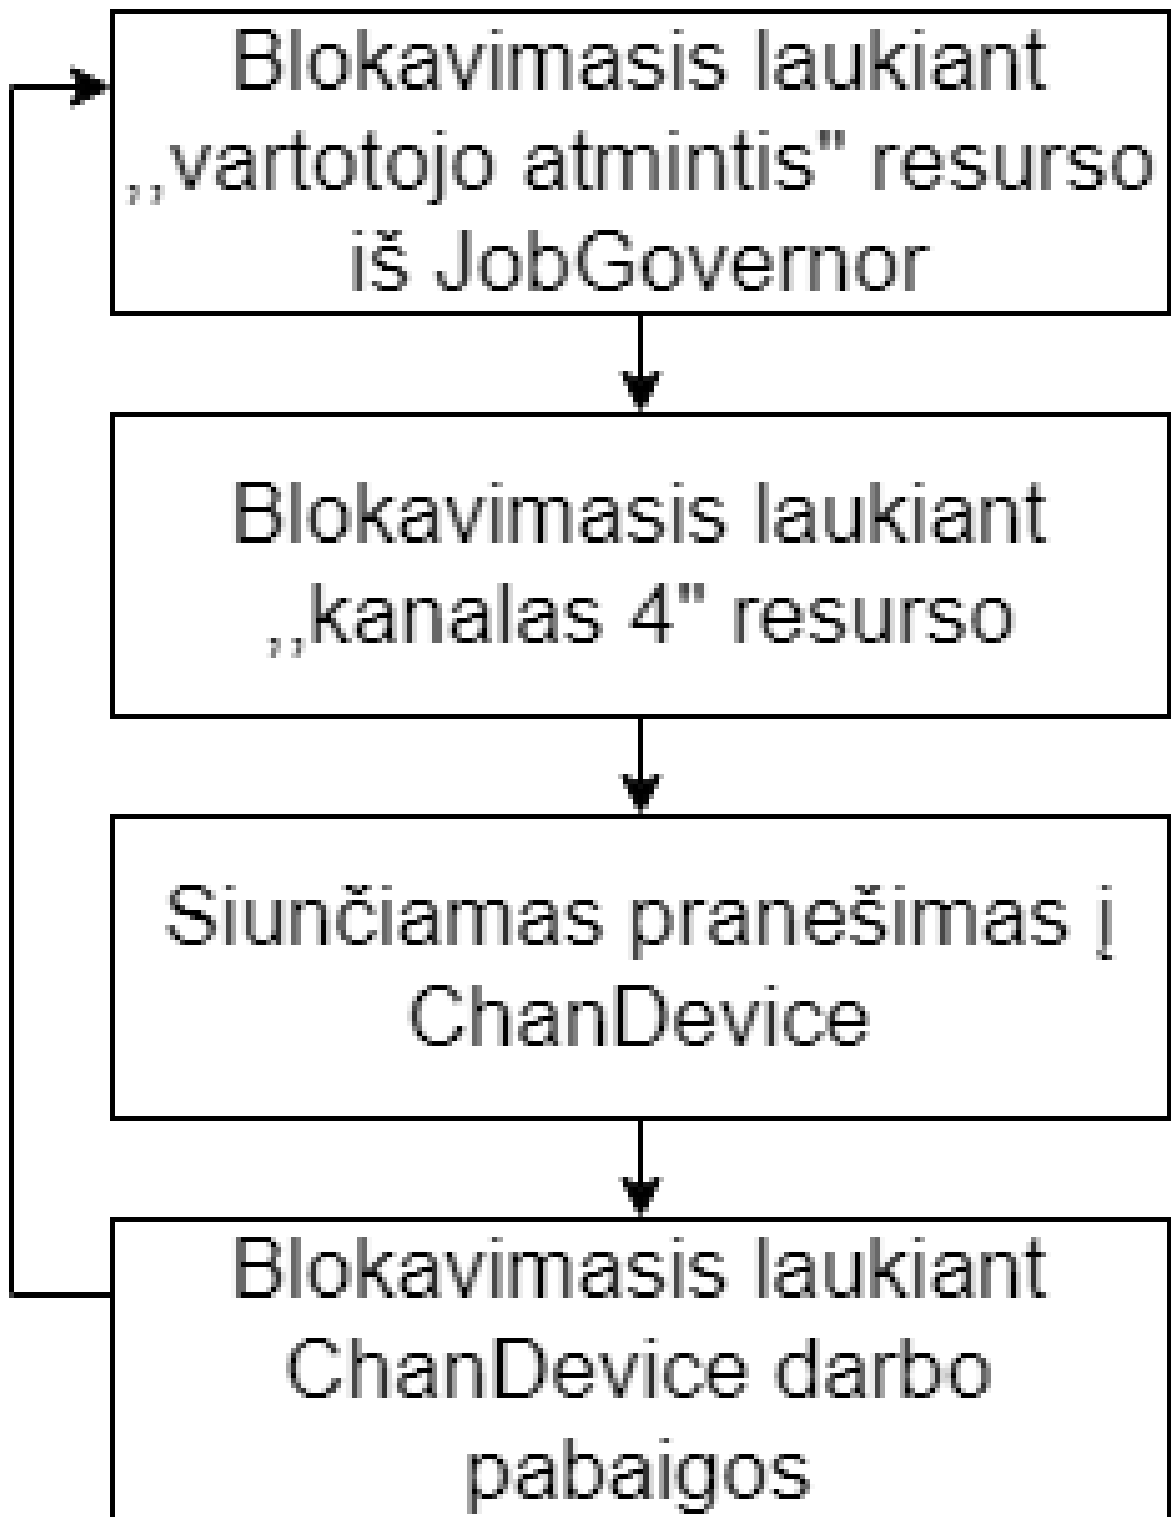 Blokavimasis laukiant
,,vartotojo atmintis" resurso
iš JobGovernor
Blokavimasis laukiant
,,kanalas 4" resurso
Siunčiamas pranešimas į
ChanDevice
Blokavimasis laukiant
ChanDevice darbo
pabaigos